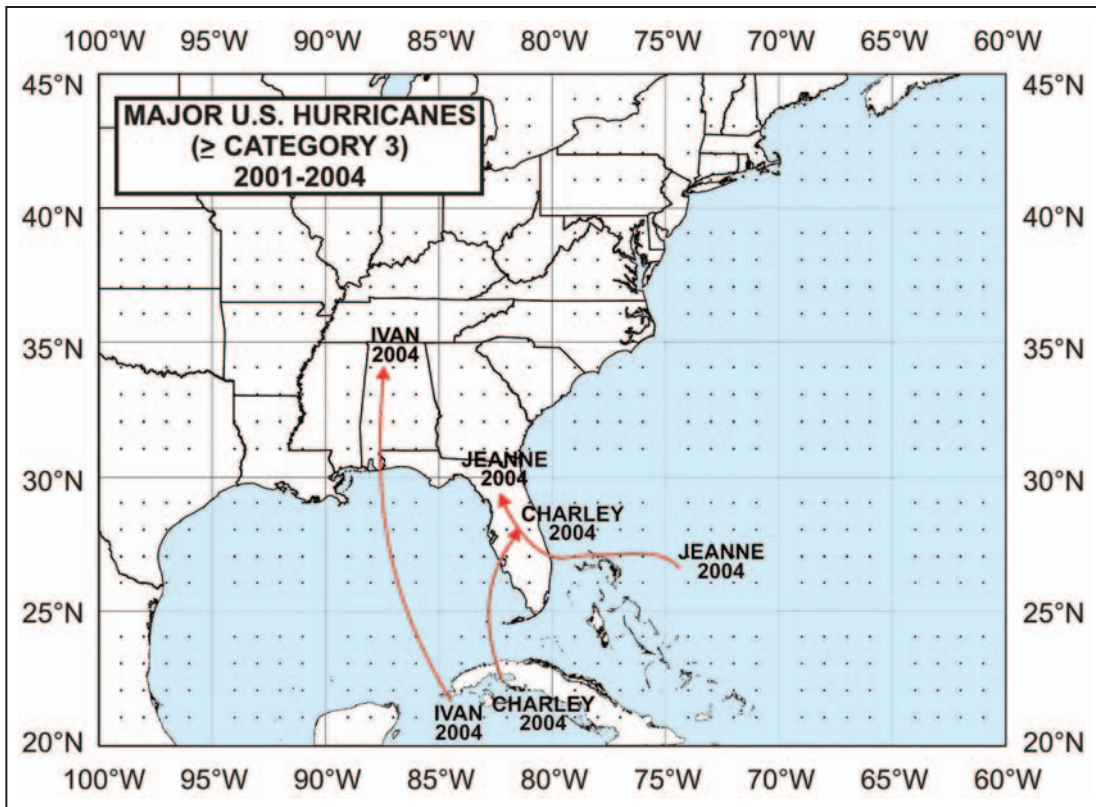 100°W 95°W 90°W 85°W 80°W 75°W 70°W 65°W 60°W
45°N 45°N
MAJOR U.S. HURRICANES
(≥ CATEGORY 3)
2001-2004
40°N 40°N
35°N 35°N
IVAN
2004
30°N 30°N
JEANNE
2004
CHARLEY
2004
JEANNE
2004
25°N 25°N
IVAN
2004
CHARLEY
2004
20°N 20°N
100°W 95°W 90°W 85°W 80°W 75°W 70°W 65°W 60°W